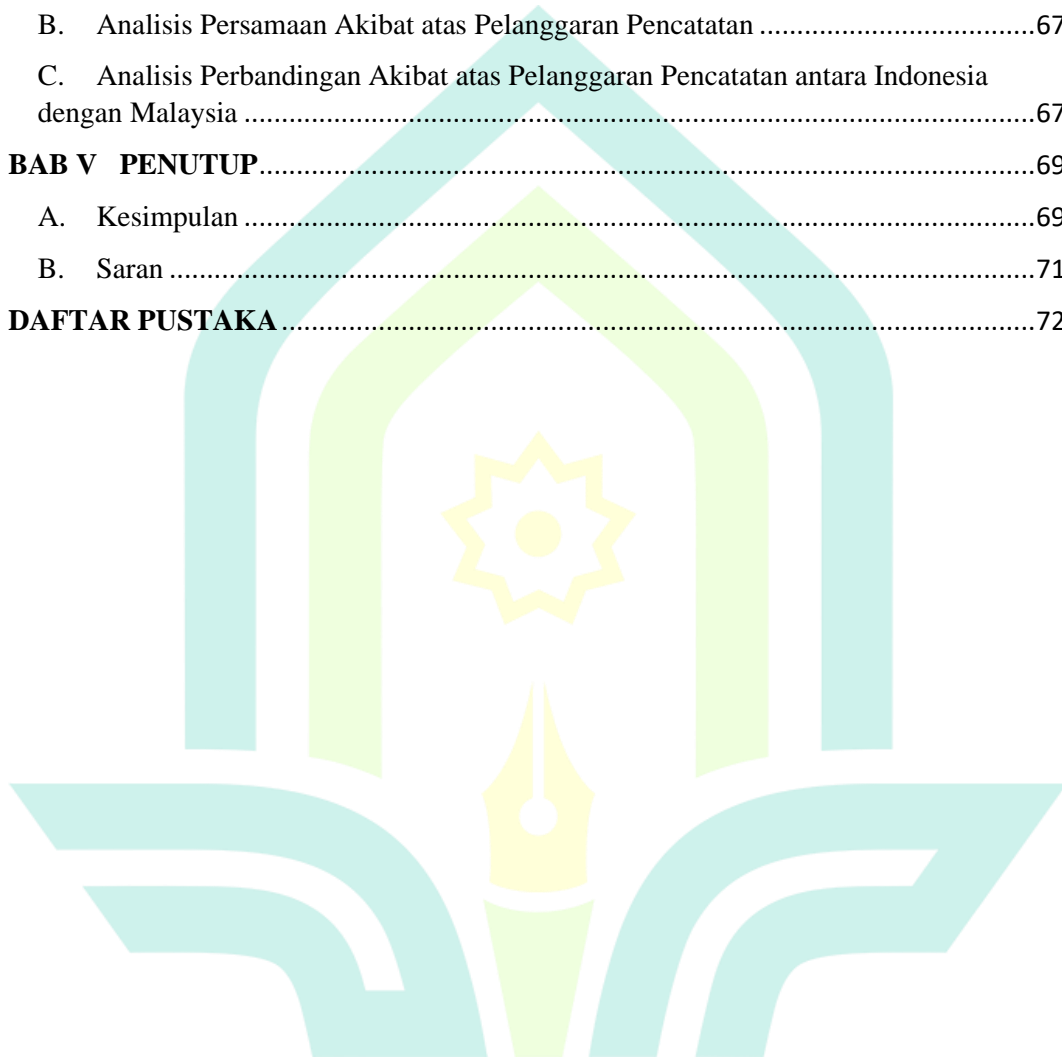 B. Analisis Persamaan Akibat atas Pelanggaran Pencatatan ....................................67
C. Analisis Perbandingan Akibat atas Pelanggaran Pencatatan antara Indonesia
dengan Malaysia ....................................67
BAB V PENUTUP....................................69
A. Kesimpulan ....................................69
B. Saran ....................................71
DAFTAR PUSTAKA ....................................72